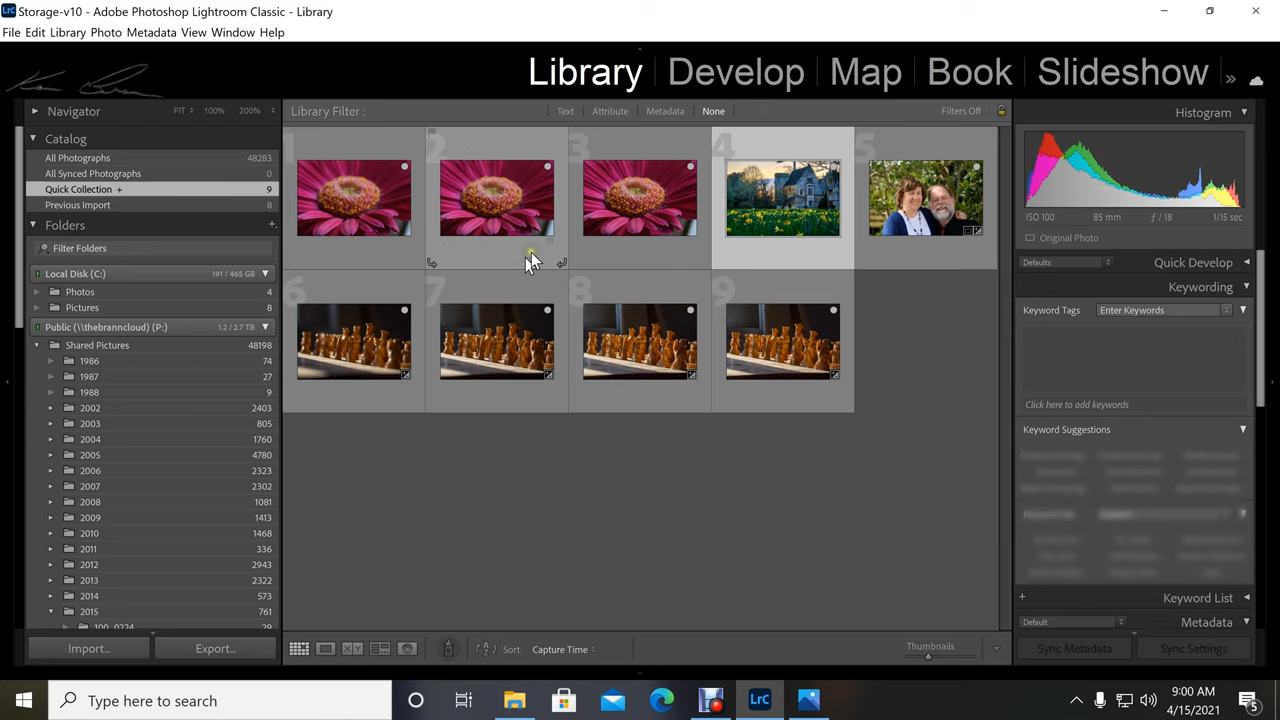 Lrc Storage-v10 - Adobe Photoshop Lightroom Classic - Library
File Edit Library Photo Metadata View Window Help
Library | Develop | Map | Book | Slideshow »
Navigator FIT 100% 200%
Library Filter : Text Attribute Metadata None Filters Off
Histogram
Catalog
All Photographs 48283
All Synced Photographs 0
Quick Collection + 9
Previous Import 8
Folders +
Filter Folders
Local Disk (C:) 191 / 465 GB
Photos 4
Pictures 8
Public (\\thebranncloud) (P:) 1.2 / 2.7 TB
Shared Pictures 48198
1986 74
1987 27
1988 9
2002 2403
2003 805
2004 1760
2005 4780
2006 2323
2007 2302
2008 1081
2009 1413
2010 1468
2011 336
2012 2943
2013 2322
2014 573
2015 761
100_0224 29
Import... Export...
1 2 3 4 5
6 7 8 9
Sort: Capture Time
Thumbnails
ISO 100 85 mm ƒ / 18 1/15 sec
Original Photo
Defaults Quick Develop
Keywording
Keyword Tags Enter Keywords
Click here to add keywords
Keyword Suggestions
+ Keyword List
Default Metadata
Sync Metadata Sync Settings
Type here to search
Lrc
9:00 AM
4/15/2021
5